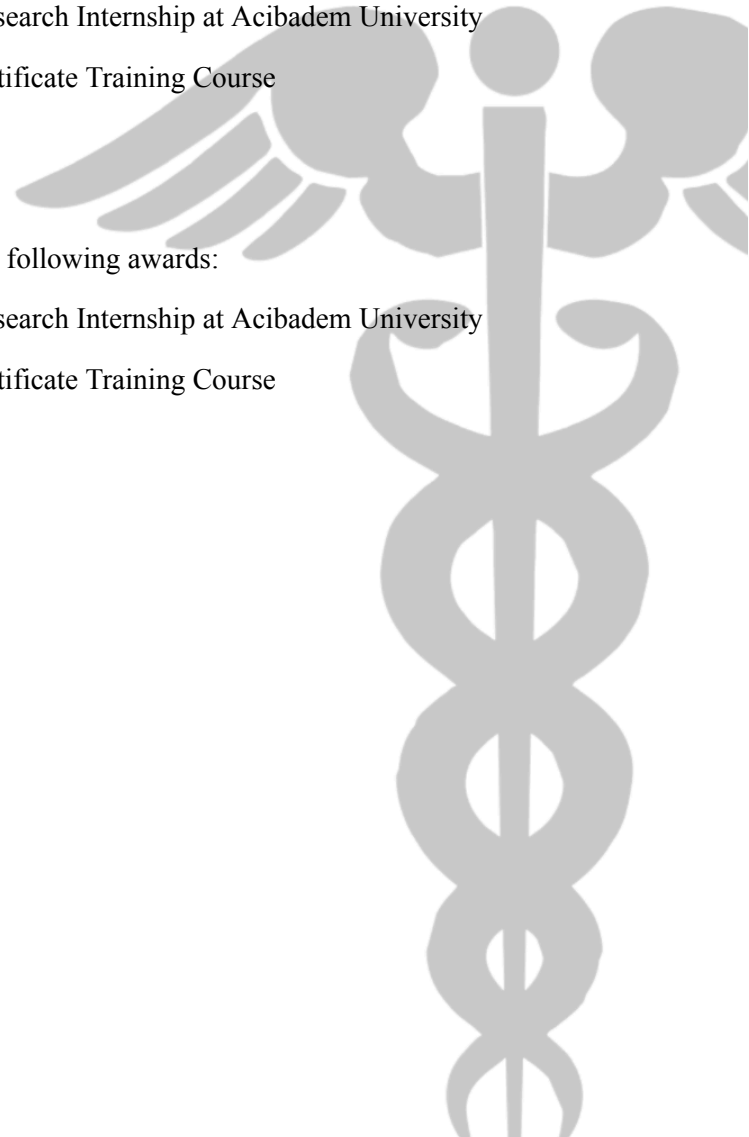 search Internship at Acibadem University
tificate Training Course
following awards:
search Internship at Acibadem University
tificate Training Course